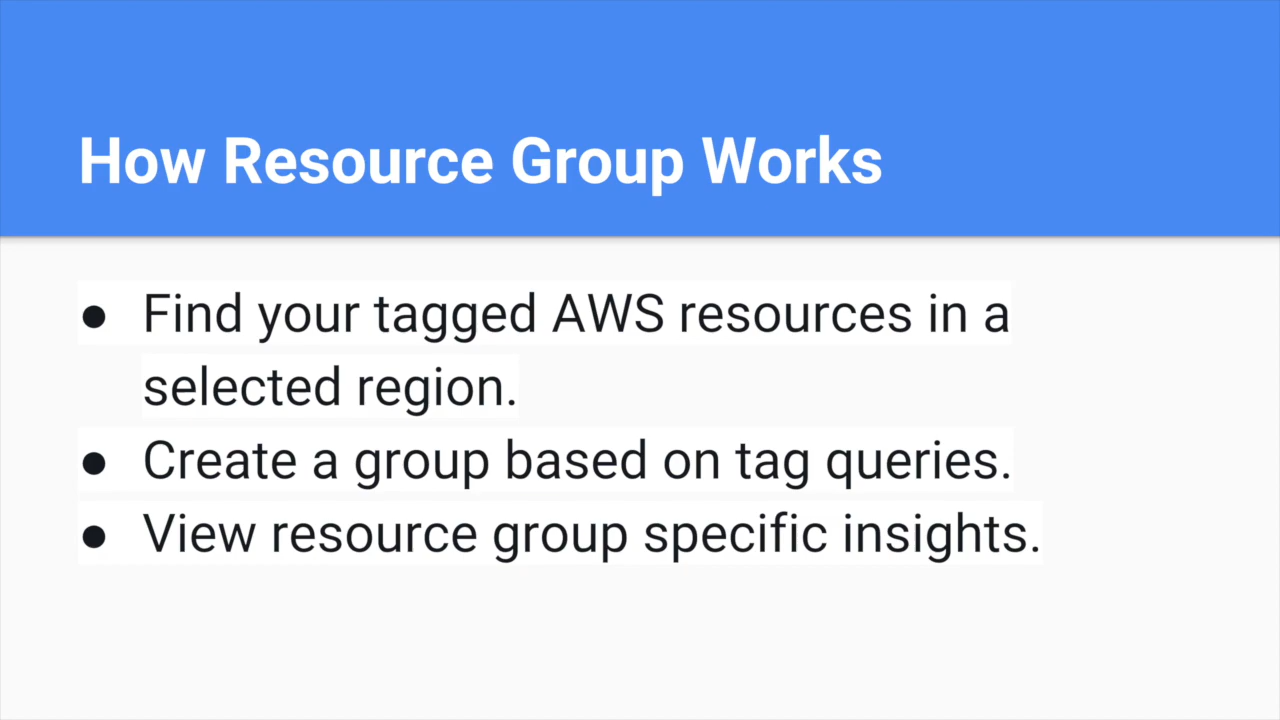 How Resource Group Works
● Find your tagged AWS resources in a
selected region.
● Create a group based on tag queries.
● View resource group specific insights.